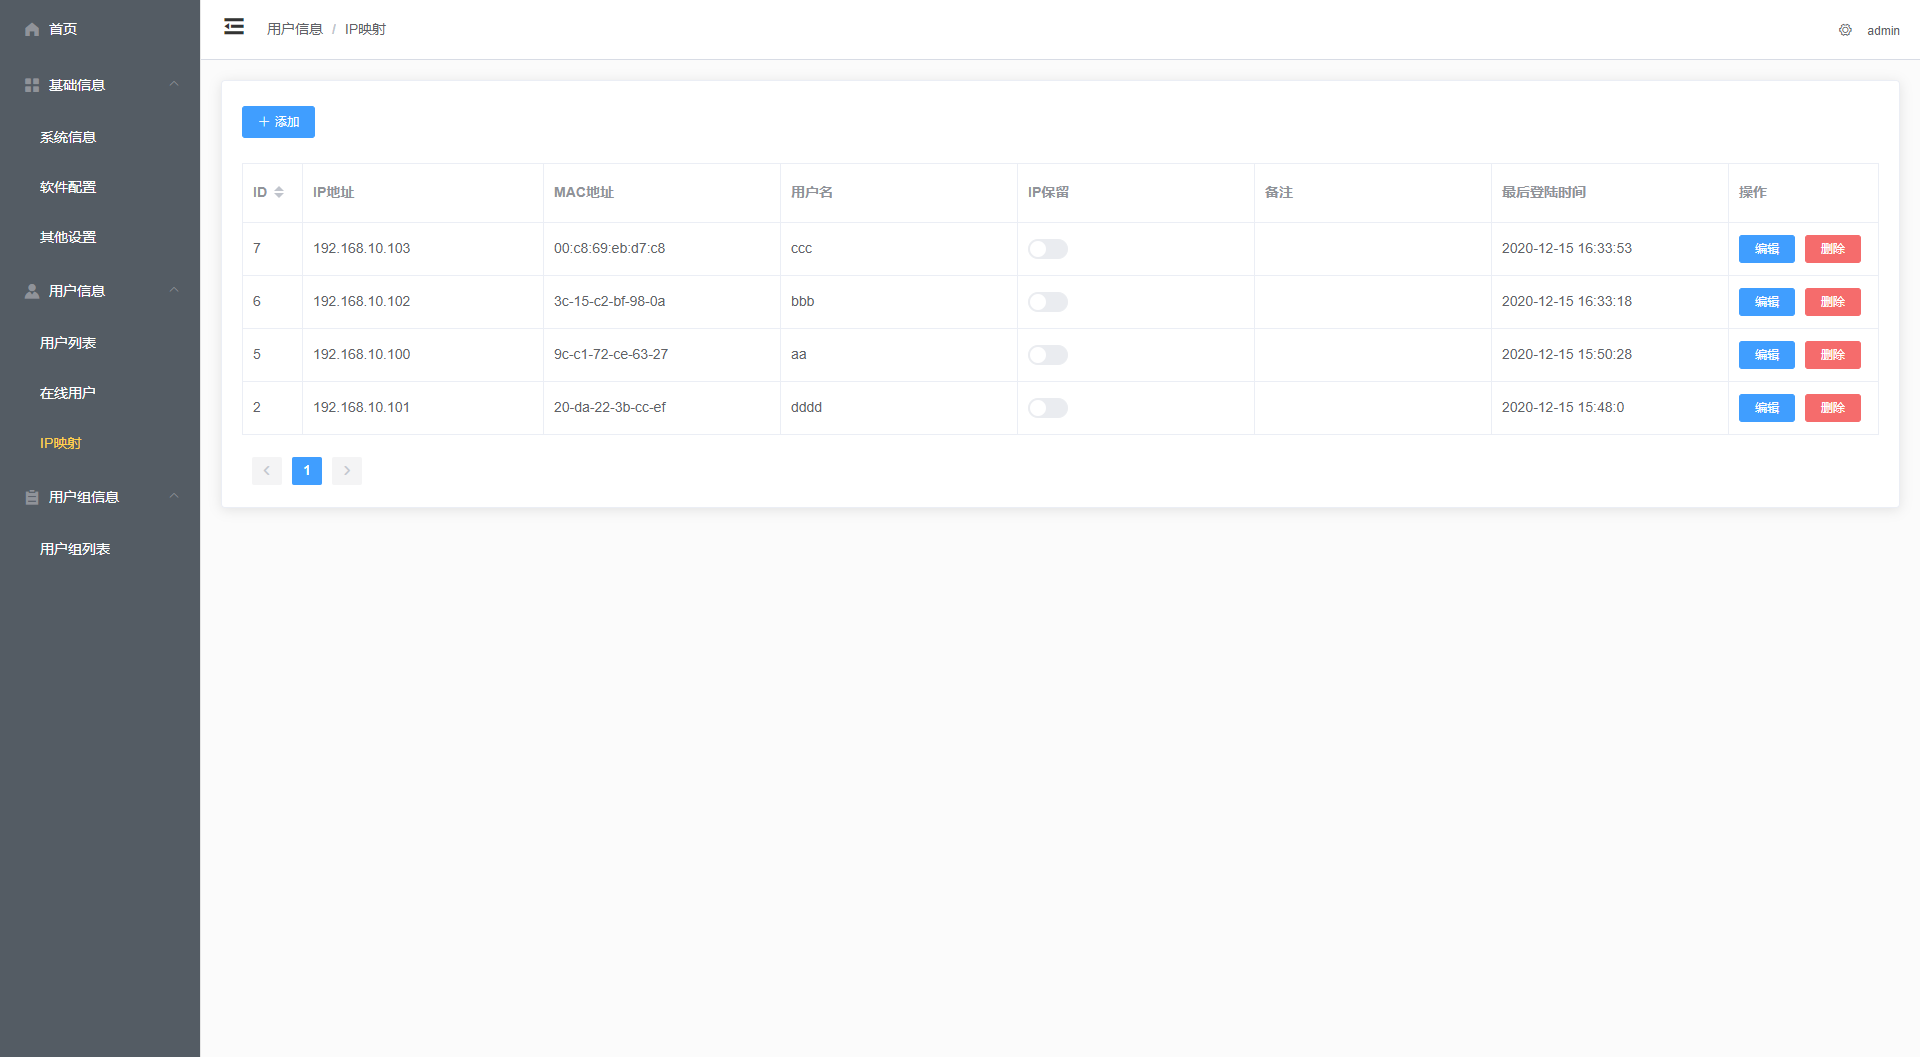 首页
基础信息
系统信息
软件配置
其他设置
用户信息
用户列表
在线用户
IP映射
用户组信息
用户组列表
用户信息 / IP映射
admin
添加
ID IP地址 MAC地址 用户名 IP保留 备注 最后登陆时间 操作
7 192.168.10.103 00:c8:69:eb:d7:c8 ccc 2020-12-15 16:33:53 编辑 删除
6 192.168.10.102 3c-15-c2-bf-98-0a bbb 2020-12-15 16:33:18 编辑 删除
5 192.168.10.100 9c-c1-72-ce-63-27 aa 2020-12-15 15:50:28 编辑 删除
2 192.168.10.101 20-da-22-3b-cc-ef dddd 2020-12-15 15:48:0 编辑 删除
1